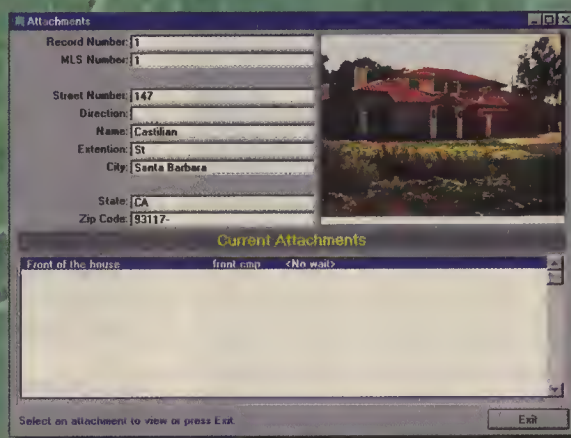 Attachments
Record Number: 1
MLS Number: 1
Street Number: 147
Direction:
Name: Castilian
Extention: St
City: Santa Barbara
State: CA
Zip Code: 93117-
Current Attachments
Front of the house front.cmp <No wait>
Select an attachment to view or press Exit.
Exit